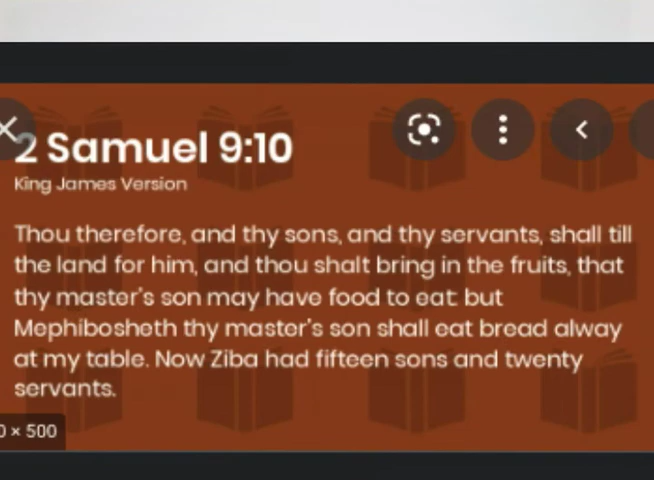 2 Samuel 9:10
King James Version
Thou therefore, and thy sons, and thy servants, shall till
the land for him, and thou shalt bring in the fruits, that
thy master's son may have food to eat: but
Mephibosheth thy master's son shall eat bread alway
at my table. Now Ziba had fifteen sons and twenty
servants.
0 × 500